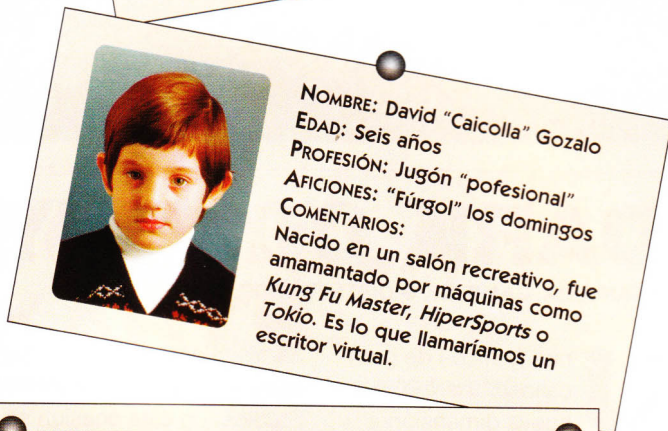 NOMBRE: David "Caicolla" Gozalo
EDAD: Seis años
PROFESIÓN: Jugón "pofesional"
AFICIONES: "Fúrgol" los domingos
COMENTARIOS:
Nacido en un salón recreativo, fue
amamantado por máquinas como
Kung Fu Master, HiperSports o
Tokio. Es lo que llamaríamos un
escritor virtual.